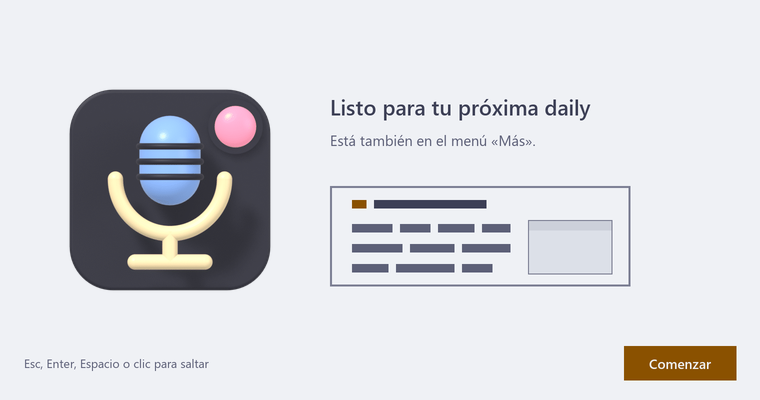 Listo para tu próxima daily
Está también en el menú «Más».
Esc, Enter, Espacio o clic para saltar
Comenzar